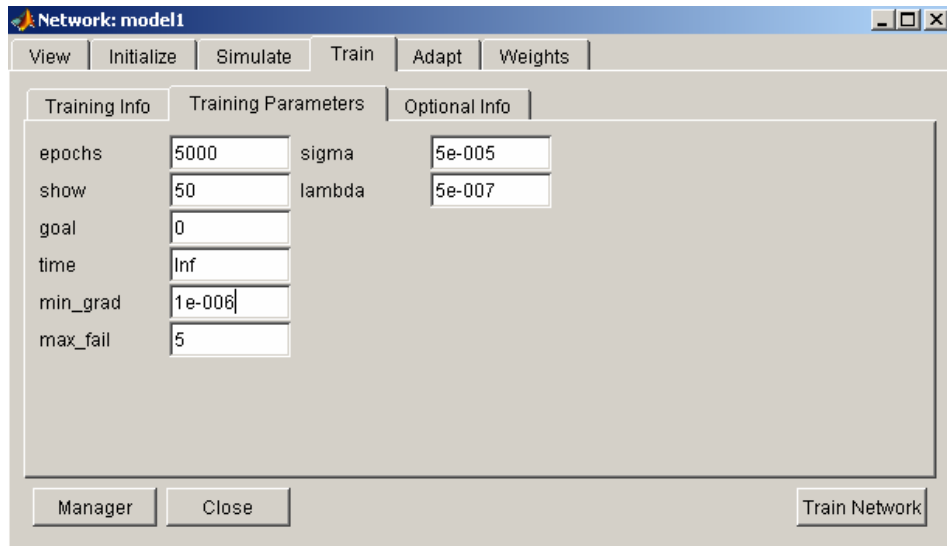 Network: model1
View Initialize Simulate Train Adapt Weights
Training Info Training Parameters Optional Info
epochs 5000 sigma 5e-005
show 50 lambda 5e-007
goal 0
time Inf
min_grad 1e-006
max_fail 5
Manager Close Train Network